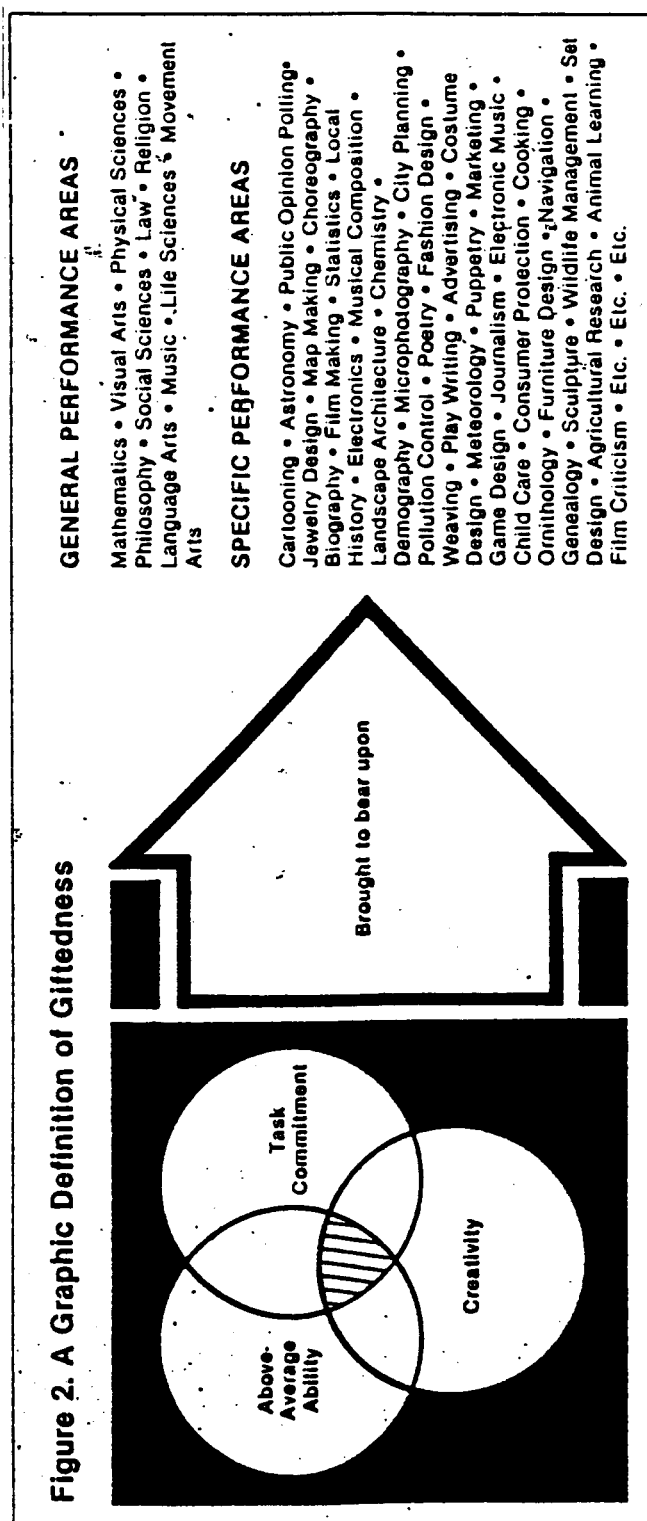 Figure 2. A Graphic Definition of Giftedness
Above-
Average
Ability
Task
Commitment
Creativity
Brought to bear upon
GENERAL PERFORMANCE AREAS
Mathematics • Visual Arts • Physical Sciences •
Philosophy • Social Sciences • Law • Religion •
Language Arts • Music • Life Sciences • Movement
Arts
SPECIFIC PERFORMANCE AREAS
Cartooning • Astronomy • Public Opinion Polling •
Jewelry Design • Map Making • Choreography •
Biography • Film Making • Statistics • Local
History • Electronics • Musical Composition •
Landscape Architecture • Chemistry •
Demography • Microphotography • City Planning •
Pollution Control • Poetry • Fashion Design •
Weaving • Play Writing • Advertising • Costume
Design • Meteorology • Puppetry • Marketing •
Game Design • Journalism • Electronic Music •
Child Care • Consumer Protection • Cooking •
Ornithology • Furniture Design • Navigation •
Genealogy • Sculpture • Wildlife Management • Set
Design • Agricultural Research • Animal Learning •
Film Criticism • Etc. • Etc. • Etc.